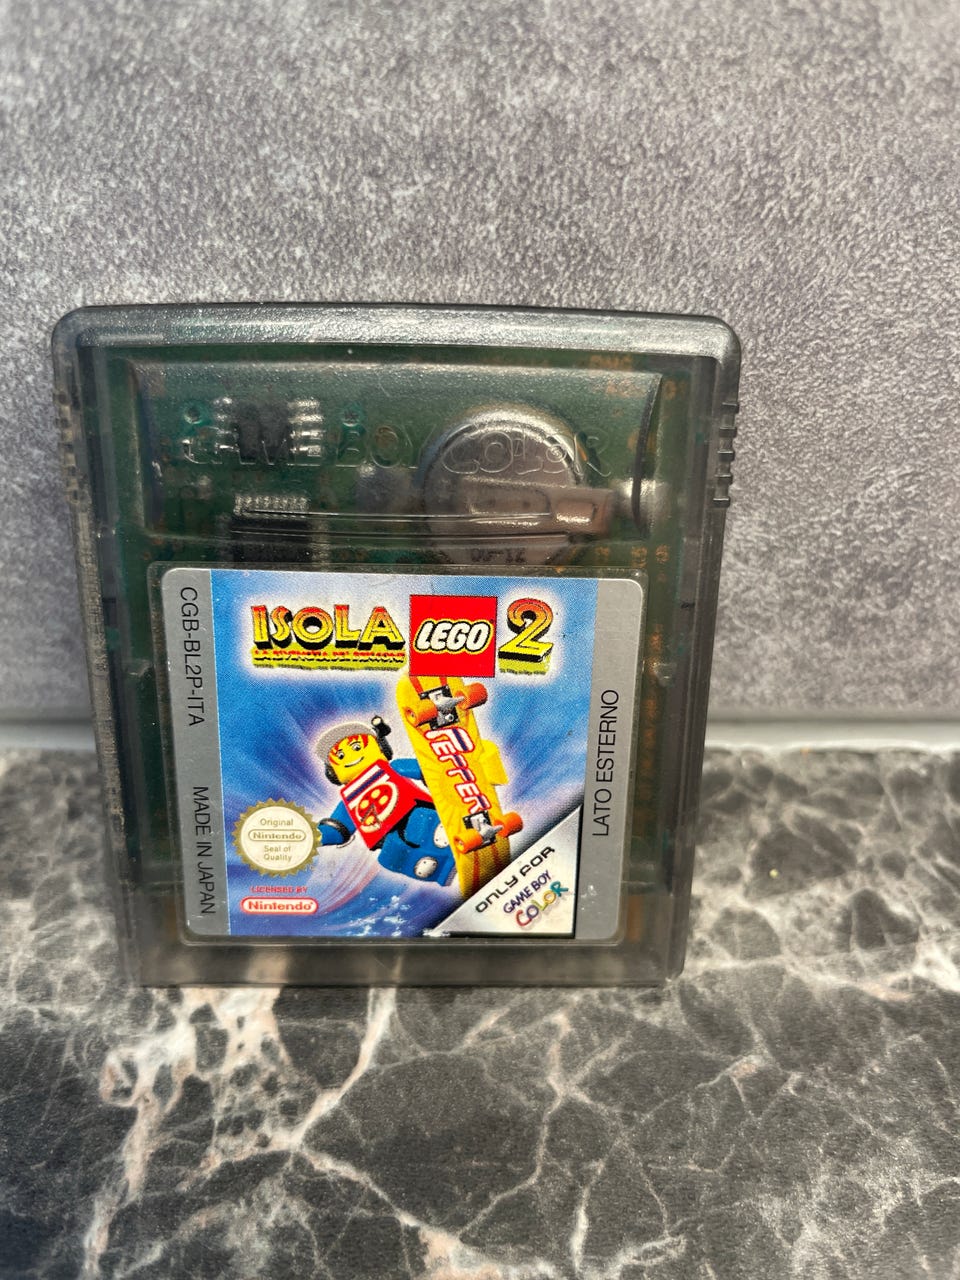 GAME BOY COLOR
ISOLA LEGO 2
CGB-BL2P-ITA
MADE IN JAPAN
LATO ESTERNO
PEPPER
Original
Nintendo
Seal of
Quality
LICENSED BY
Nintendo
ONLY FOR
GAME BOY
COLOR